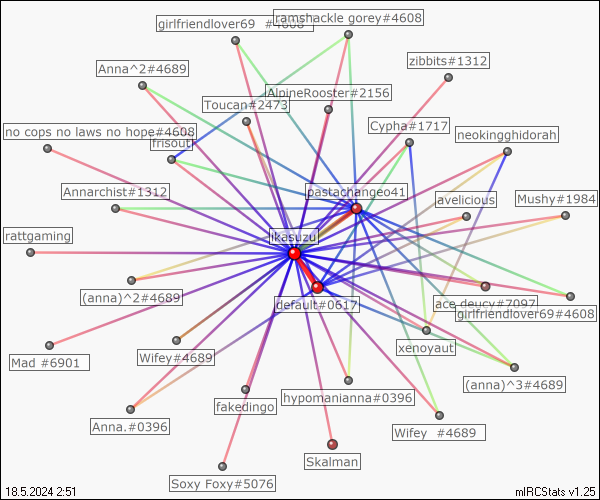 girlfriendlover69 #4608
ramshackle gorey#4608
zibbits#1312
Anna^2#4689
AlpineRooster#2156
Toucan#2473
Cypha#1717
no cops no laws no hope#4608
neokingghidorah
frisout
Annarchist#1312
pastachangeo41
avelicious
Mushy#1984
rattgaming
ikasuzu
(anna)^2#4689
default#0617
ace deucy#7097
girlfriendlover69#4608
Mad #6901
Wifey#4689
xenoyaut
(anna)^3#4689
hypomanianna#0396
fakedingo
Anna.#0396
Wifey #4689
Skalman
Soxy Foxy#5076
18.5.2024 2:51
mIRCStats v1.25